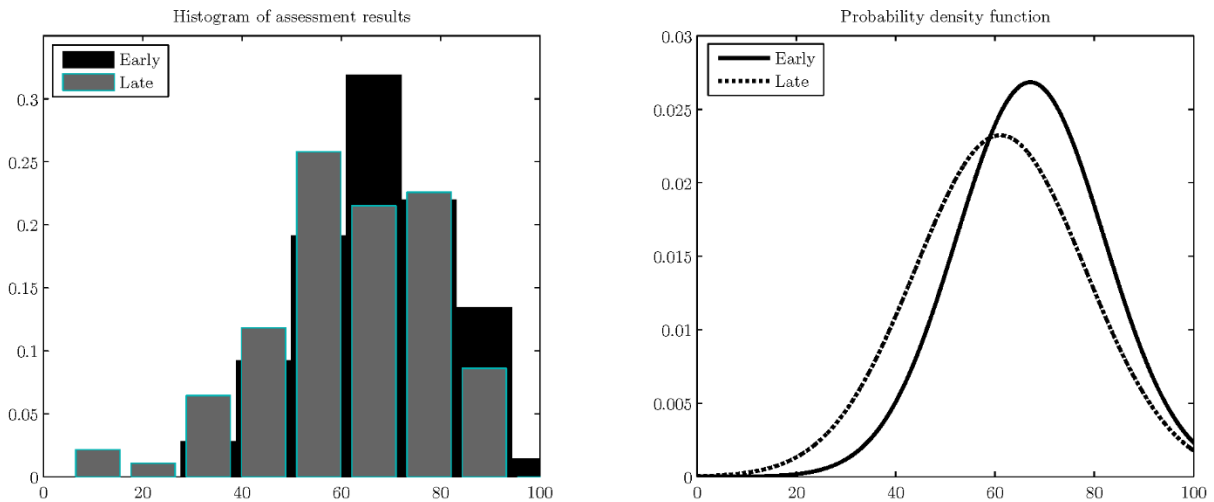 Histogram of assessment results
Early
Late
0.3
0.25
0.2
0.15
0.1
0.05
0
0 20 40 60 80 100
Probability density function
0.03
Early
Late
0.025
0.02
0.015
0.01
0.005
0
0 20 40 60 80 100